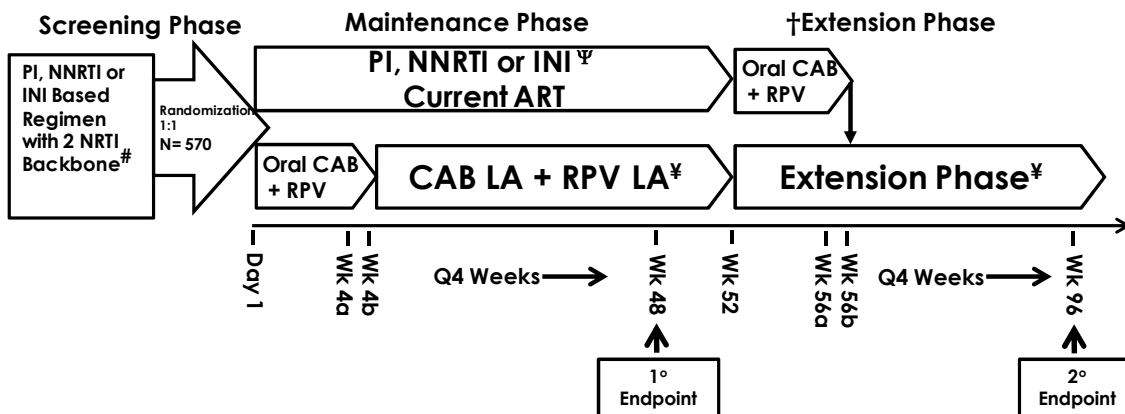 Screening Phase
Maintenance Phase
†Extension Phase
PI, NNRTI or
INI Based
Regimen
with 2 NRTI
Backbone#
Randomization
1:1
N= 570
PI, NNRTI or INI Ψ
Current ART
Oral CAB
+ RPV
Oral CAB
+ RPV
CAB LA + RPV LA¥
Extension Phase¥
Day 1
Wk 4a
Wk 4b
Q4 Weeks
Wk 48
Wk 52
Wk 56a
Wk 56b
Q4 Weeks
Wk 96
1o
Endpoint
2o
Endpoint